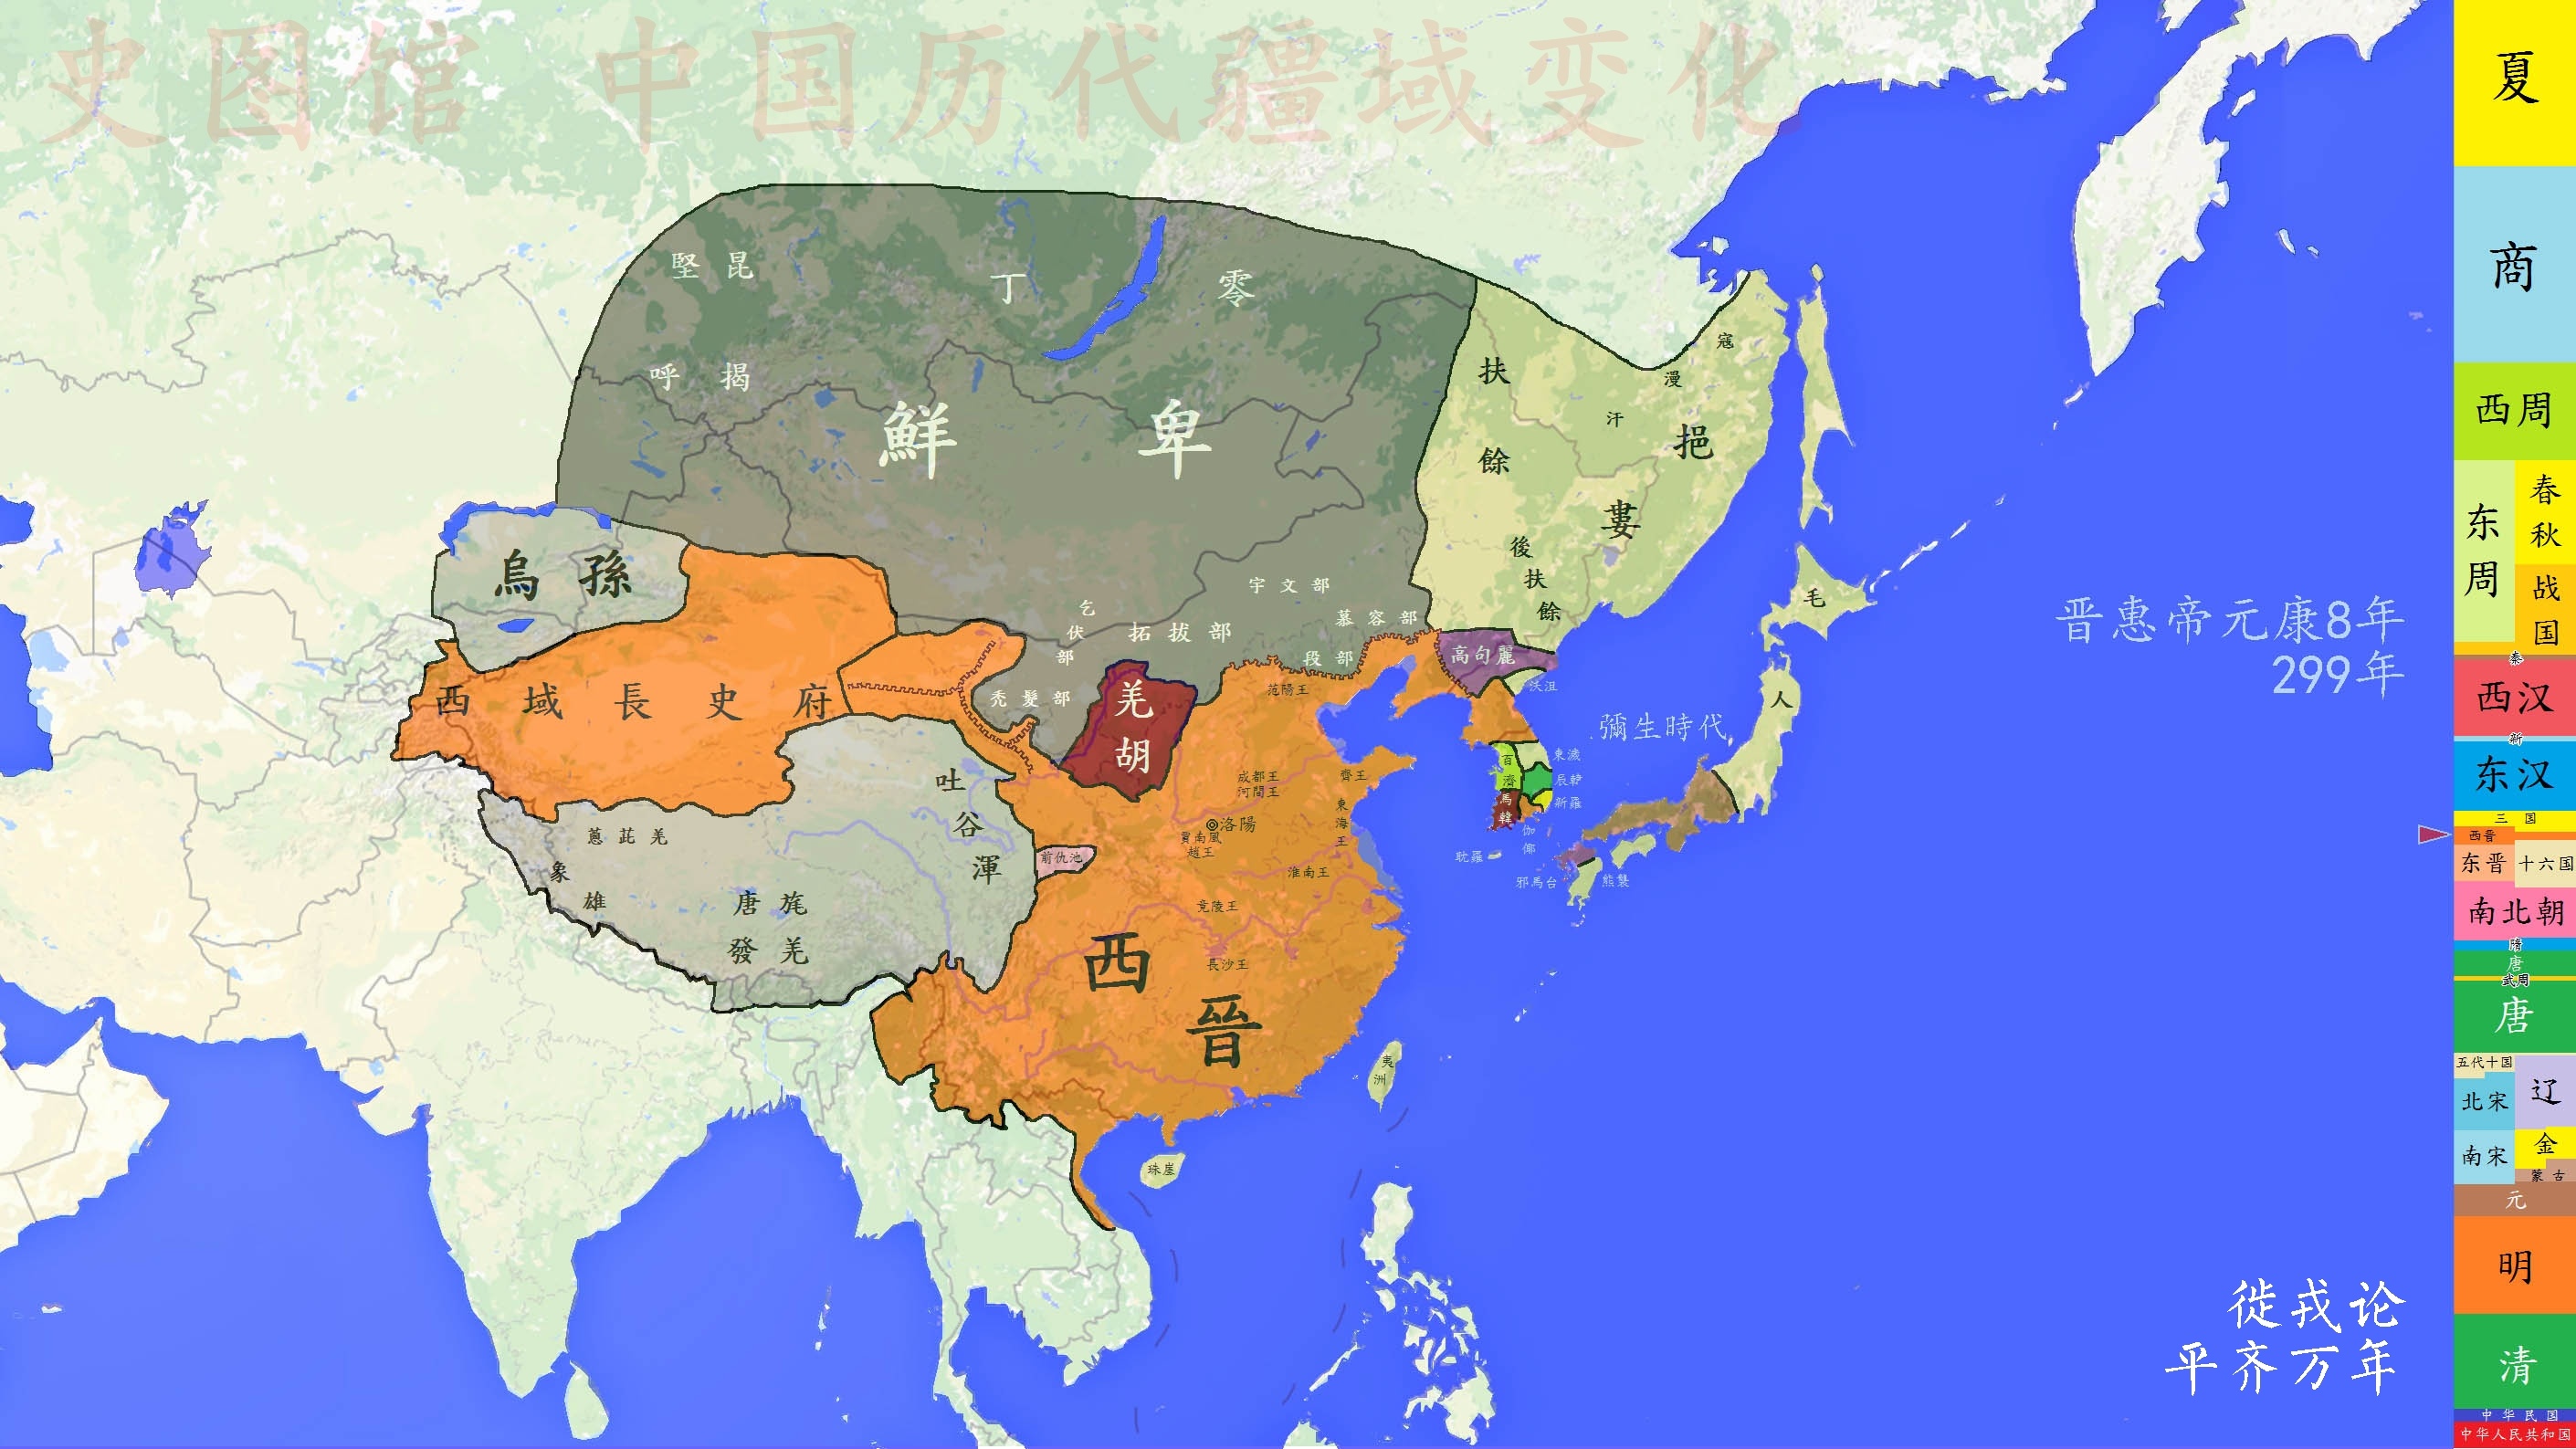 史图馆 中国历代疆域变化
堅昆
丁零
呼揭
鮮卑
扶餘
寇漫汗
挹婁
後扶餘
烏孫
宇文部
慕容部
乞伏部
拓拔部
段部
禿髮部
高句麗
沃沮
范陽王
羌胡
西域長史府
毛人
彌生時代
晋惠帝元康8年
299年
百濟
東濊
辰韓
新羅
馬韓
伽倻
耽羅
邪馬台
熊襲
成都王
河間王
齊王
東海王
洛陽
賈南風
趙王
淮南王
竟陵王
長沙王
吐谷渾
前仇池
蔥茈羌
象雄
唐旄
發羌
西晉
夷洲
珠崖
徙戎论
平齐万年
夏
商
西周
东周
春秋
战国
秦
西汉
新
东汉
三国
西晋
东晋
十六国
南北朝
隋
唐
武周
唐
五代十国
辽
北宋
金
南宋
蒙古
元
明
清
中华民国
中华人民共和国